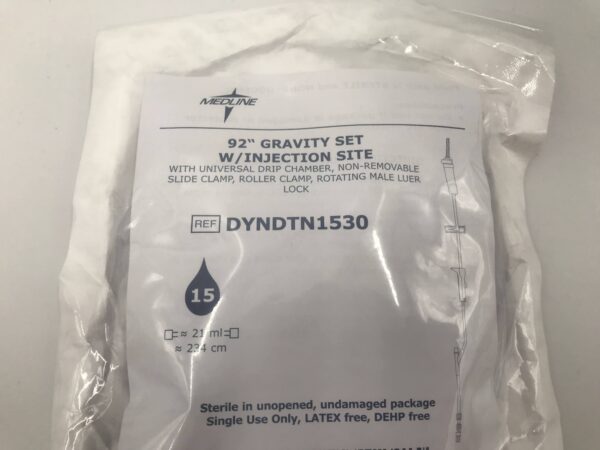 MEDLINE
92" GRAVITY SET
W/INJECTION SITE
WITH UNIVERSAL DRIP CHAMBER, NON-REMOVABLE
SLIDE CLAMP, ROLLER CLAMP, ROTATING MALE LUER
LOCK
REF DYNDTN1530
15
≈ 21 ml
≈ 234 cm
Sterile in unopened, undamaged package
Single Use Only, LATEX free, DEHP free